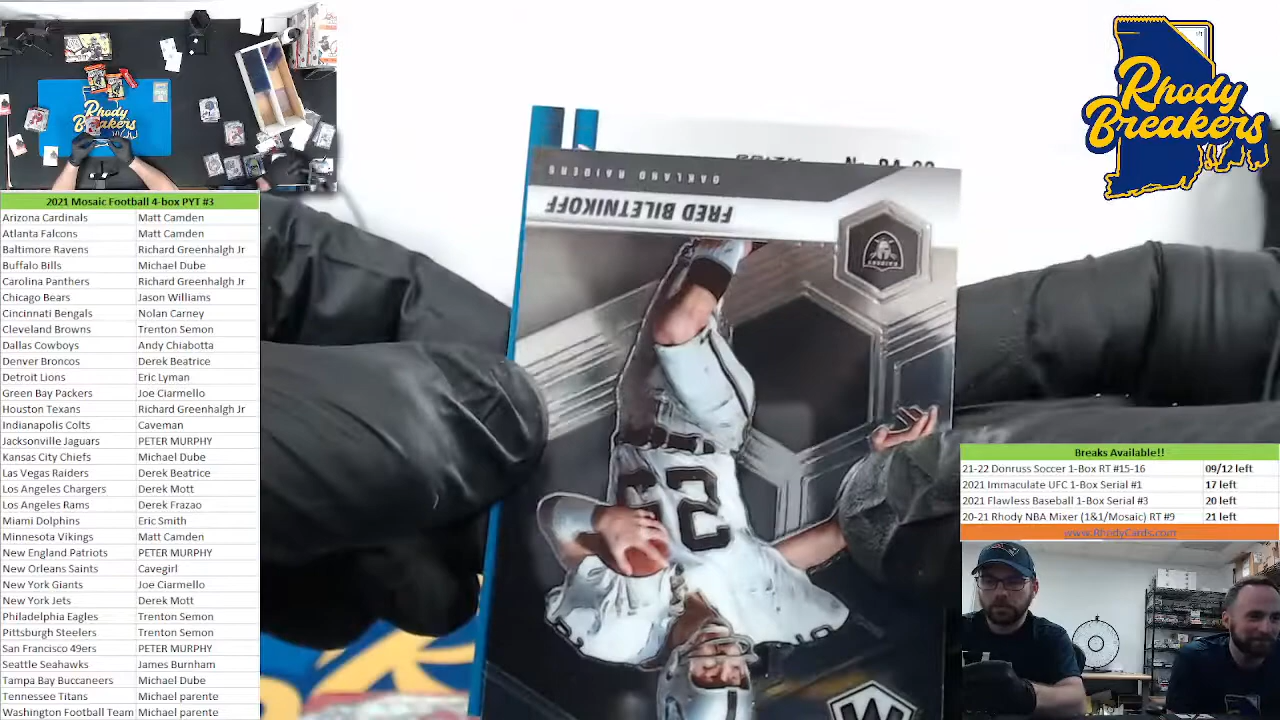 Rhody
Breakers
Rhody
Breakers
2021 Mosaic Football 4-box PYT #3
Arizona Cardinals Matt Camden
Atlanta Falcons Matt Camden
Baltimore Ravens Richard Greenhalgh Jr
Buffalo Bills Michael Dube
Carolina Panthers Richard Greenhalgh Jr
Chicago Bears Jason Williams
Cincinnati Bengals Nolan Carney
Cleveland Browns Trenton Semon
Dallas Cowboys Andy Chiabotta
Denver Broncos Derek Beatrice
Detroit Lions Eric Lyman
Green Bay Packers Joe Ciarmello
Houston Texans Richard Greenhalgh Jr
Indianapolis Colts Caveman
Jacksonville Jaguars PETER MURPHY
Kansas City Chiefs Michael Dube
Las Vegas Raiders Derek Beatrice
Los Angeles Chargers Derek Mott
Los Angeles Rams Derek Frazao
Miami Dolphins Eric Smith
Minnesota Vikings Matt Camden
New England Patriots PETER MURPHY
New Orleans Saints Cavegirl
New York Giants Joe Ciarmello
New York Jets Derek Mott
Philadelphia Eagles Trenton Semon
Pittsburgh Steelers Trenton Semon
San Francisco 49ers PETER MURPHY
Seattle Seahawks James Burnham
Tampa Bay Buccaneers Michael Dube
Tennessee Titans Michael parente
Washington Football Team Michael parente
OAKLAND RAIDERS
FRED BILETNIKOFF
RAIDERS
25
M
Breaks Available!!
21-22 Donruss Soccer 1-Box RT #15-16 09/12 left
2021 Immaculate UFC 1-Box Serial #1 17 left
2021 Flawless Baseball 1-Box Serial #3 20 left
20-21 Rhody NBA Mixer (1&1/Mosaic) RT #9 21 left
www.RhodyCards.com